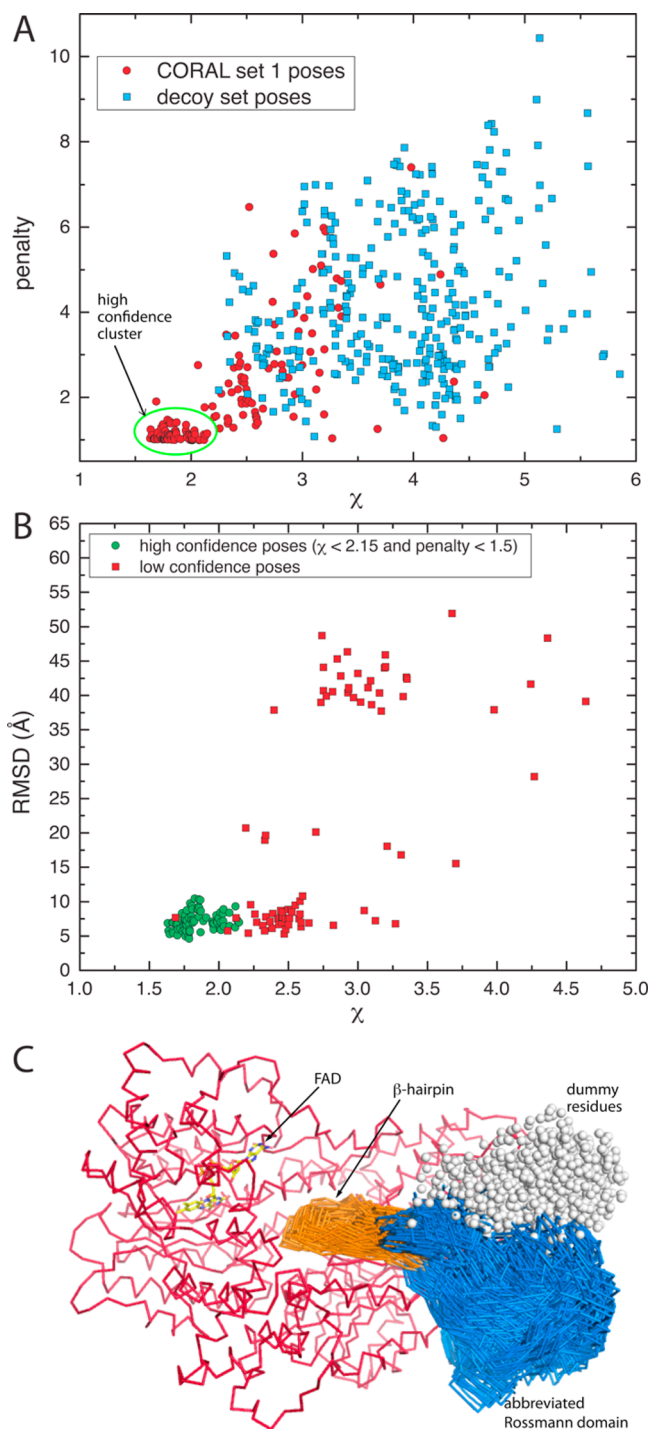 A
CORAL set 1 poses
decoy set poses
10
8
6
4
2
penalty
high
confidence
cluster
1
2
3
4
5
6
χ
B
high confidence poses (χ < 2.15 and penalty < 1.5)
low confidence poses
65
60
55
50
45
40
35
30
25
20
15
10
5
0
RMSD (Å)
1.0
1.5
2.0
2.5
3.0
3.5
4.0
4.5
5.0
χ
C
FAD
β-hairpin
dummy
residues
abbreviated
Rossmann domain